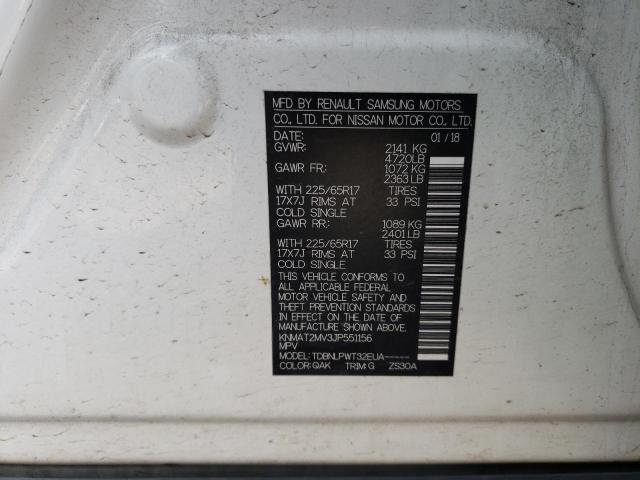 MFD BY RENAULT SAMSUNG MOTORS
CO., LTD. FOR NISSAN MOTOR CO., LTD.
DATE: 01 / 18
GVWR: 2141 KG
4720LB
GAWR FR: 1072 KG
2363 LB
WITH 225/65R17 TIRES
17X7J RIMS AT 33 PSI
COLD SINGLE
GAWR RR: 1089 KG
2401 LB
WITH 225/65R17 TIRES
17X7J RIMS AT 33 PSI
COLD SINGLE
THIS VEHICLE CONFORMS TO
ALL APPLICABLE FEDERAL
MOTOR VEHICLE SAFETY AND
THEFT PREVENTION STANDARDS
IN EFFECT ON THE DATE OF
MANUFACTURE SHOWN ABOVE.
KNMAT2MV3JP551156
MPV
MODEL: TDBNLPWT32EUA-----
COLOR: QAK TRIM: G ZS30A